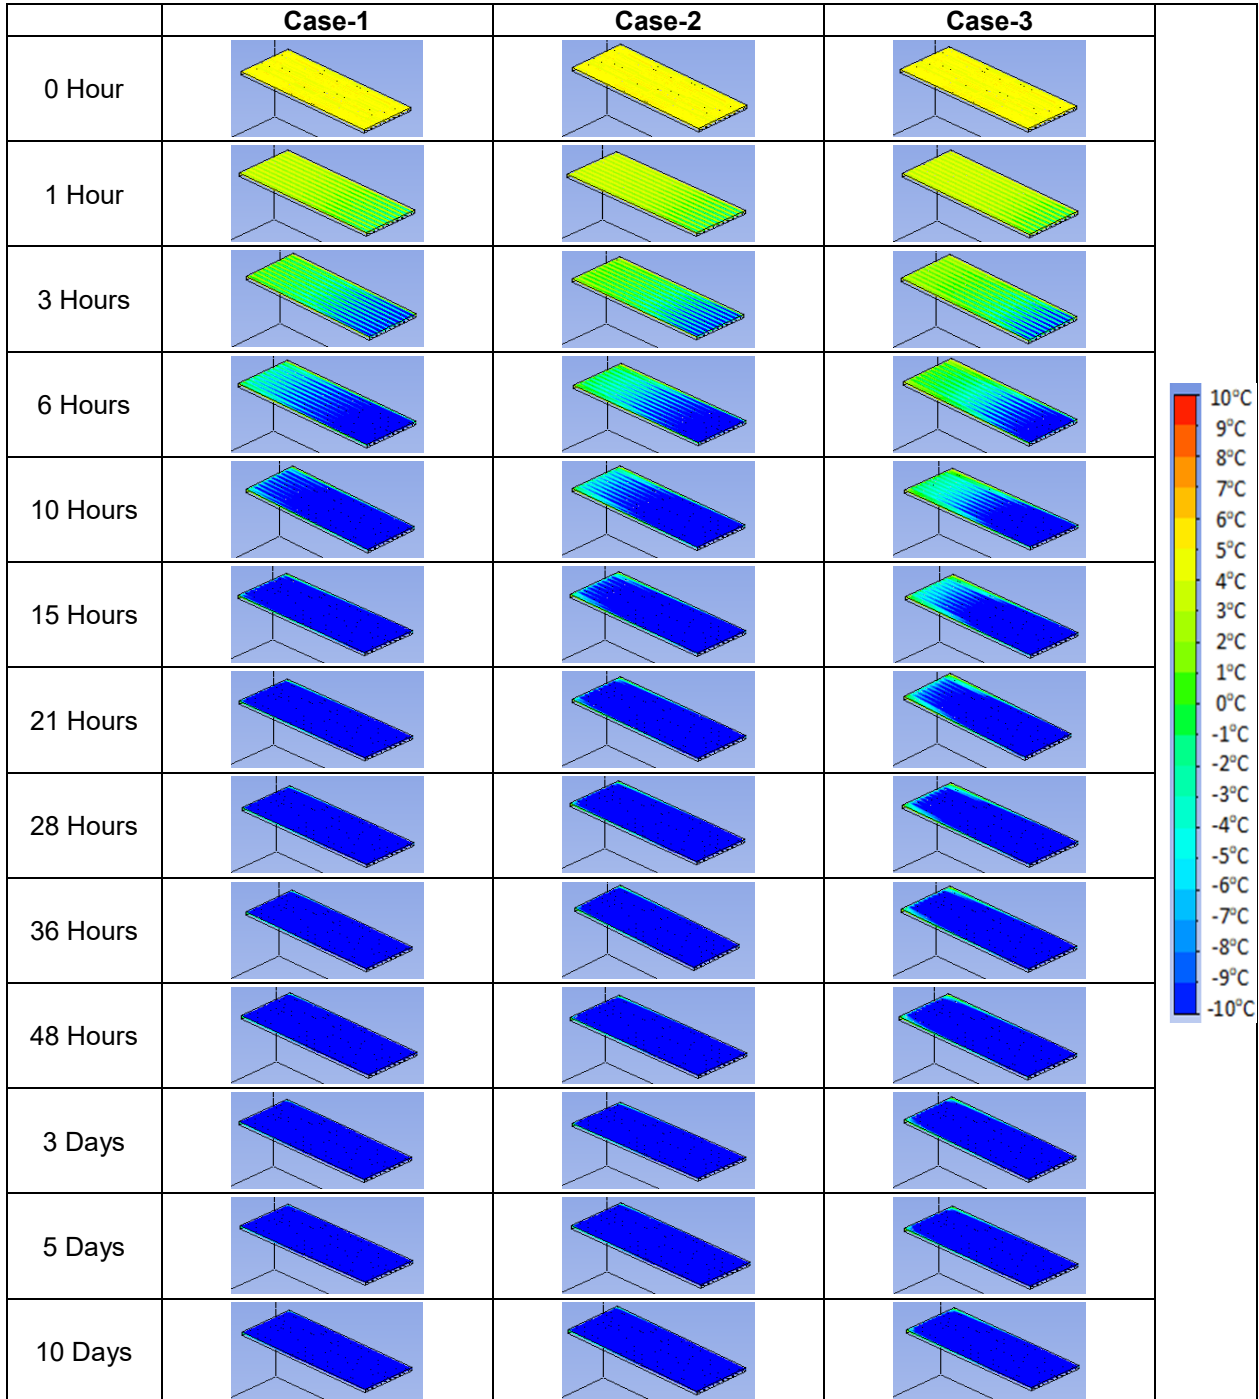 Case-1 Case-2 Case-3
0 Hour
1 Hour
3 Hours
6 Hours
10 Hours
15 Hours
21 Hours
28 Hours
36 Hours
48 Hours
3 Days
5 Days
10 Days
10°C
9°C
8°C
7°C
6°C
5°C
4°C
3°C
2°C
1°C
0°C
-1°C
-2°C
-3°C
-4°C
-5°C
-6°C
-7°C
-8°C
-9°C
-10°C